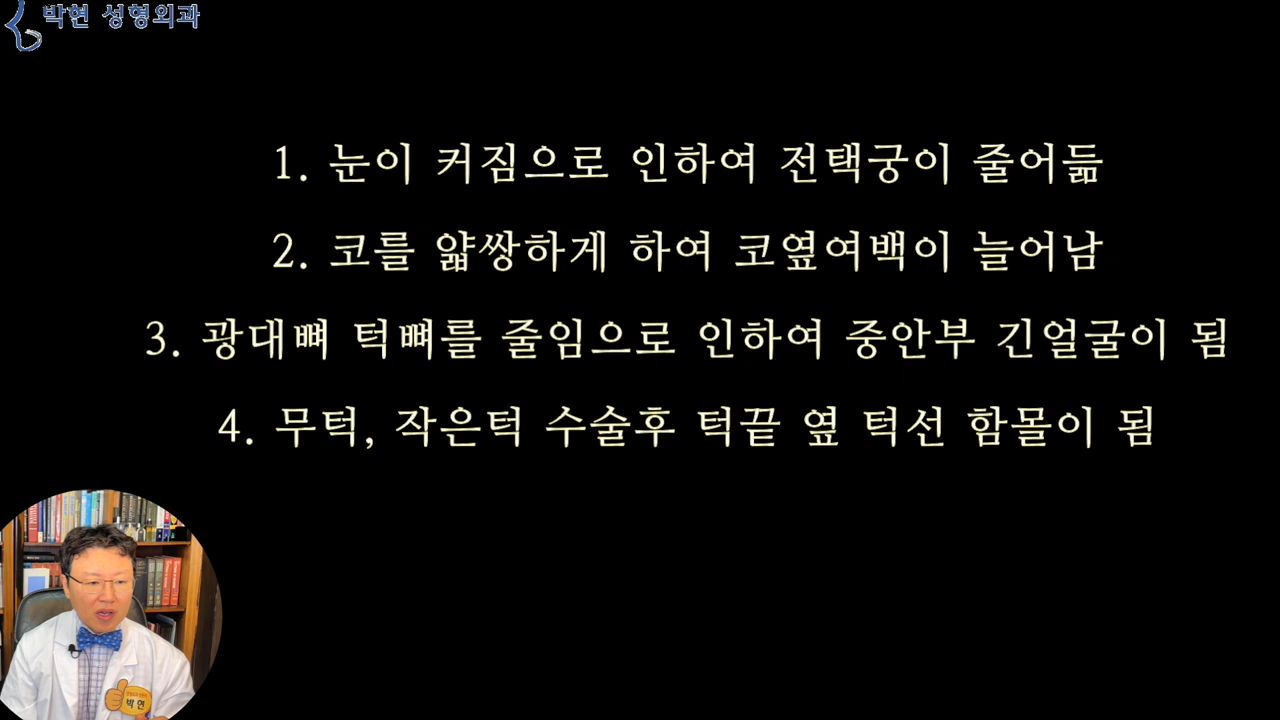 박현 성형외과
1. 눈이 커짐으로 인하여 전택궁이 줄어듦
2. 코를 얇쌍하게 하여 코옆여백이 늘어남
3. 광대뼈 턱뼈를 줄임으로 인하여 중안부 긴얼굴이 됨
4. 무턱, 작은턱 수술후 턱끝 옆 턱선 함몰이 됨
박현